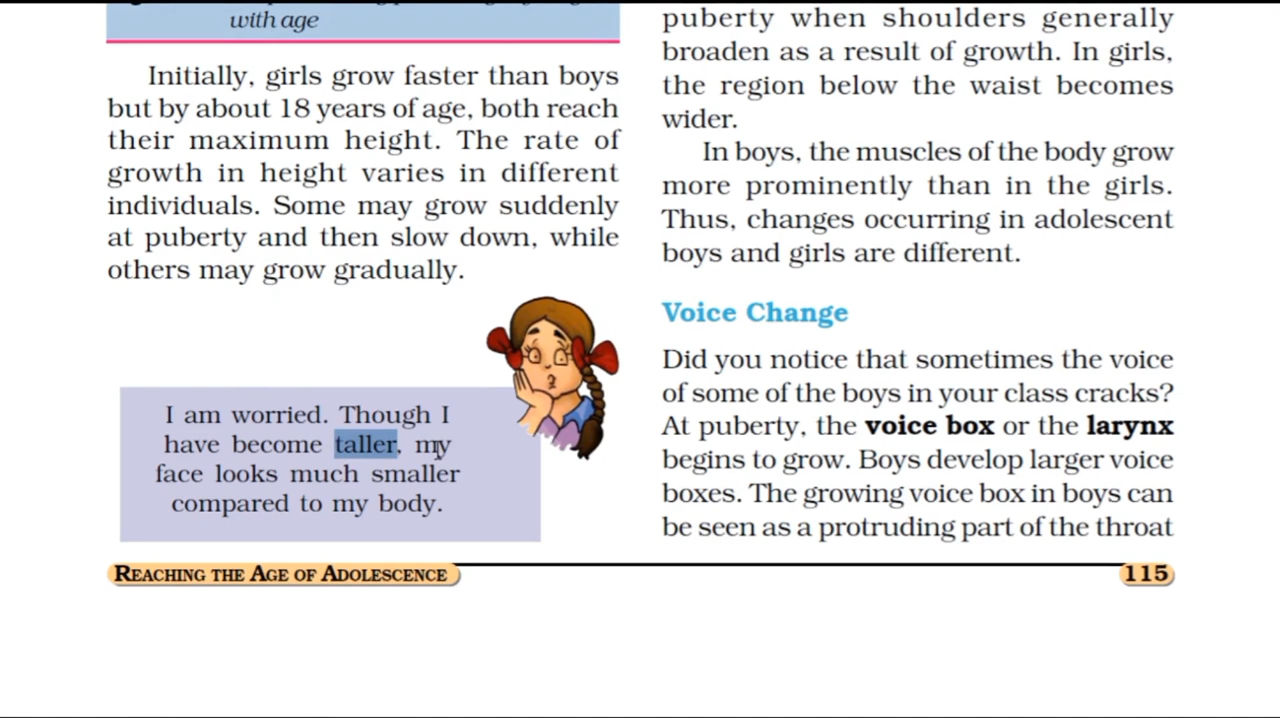 with age
Initially, girls grow faster than boys
but by about 18 years of age, both reach
their maximum height. The rate of
growth in height varies in different
individuals. Some may grow suddenly
at puberty and then slow down, while
others may grow gradually.
I am worried. Though I
have become taller, my
face looks much smaller
compared to my body.
puberty when shoulders generally
broaden as a result of growth. In girls,
the region below the waist becomes
wider.
In boys, the muscles of the body grow
more prominently than in the girls.
Thus, changes occurring in adolescent
boys and girls are different.
Voice Change
Did you notice that sometimes the voice
of some of the boys in your class cracks?
At puberty, the voice box or the larynx
begins to grow. Boys develop larger voice
boxes. The growing voice box in boys can
be seen as a protruding part of the throat
REACHING THE AGE OF ADOLESCENCE
115